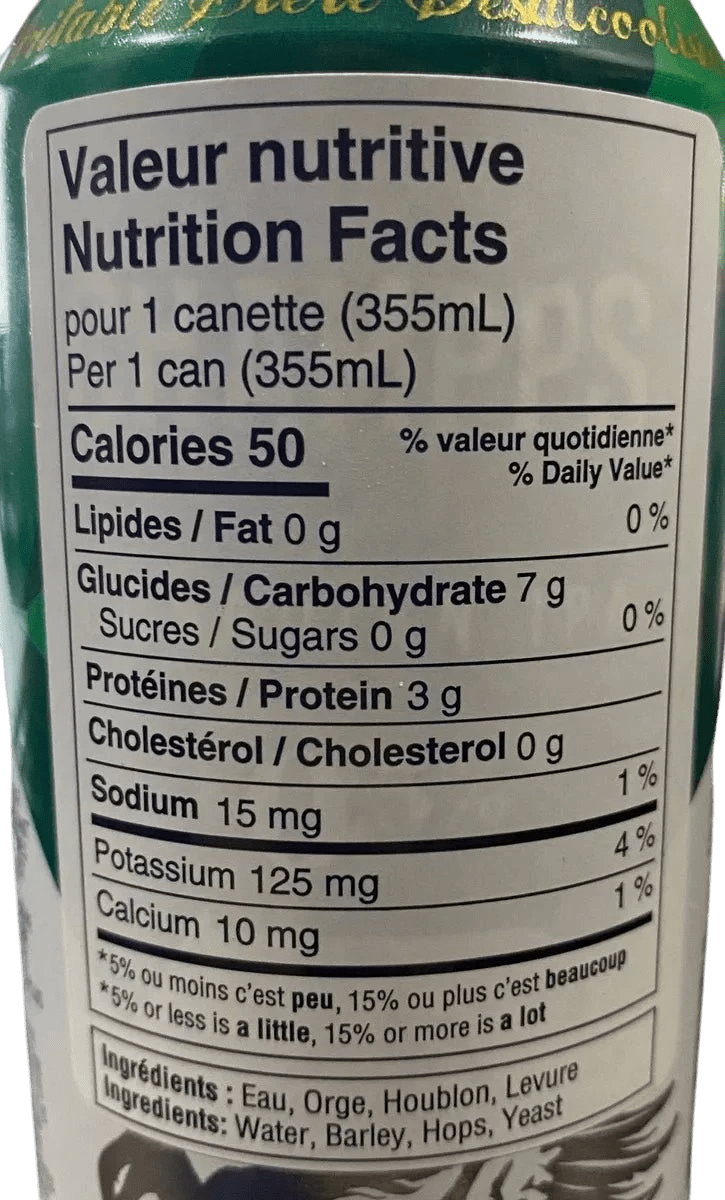 Valeur nutritive
Nutrition Facts
pour 1 canette (355mL)
Per 1 can (355mL)
Calories 50
% valeur quotidienne*
% Daily Value*
Lipides / Fat 0 g 0 %
Glucides / Carbohydrate 7 g
Sucres / Sugars 0 g 0 %
Protéines / Protein 3 g
Cholestérol / Cholesterol 0 g
Sodium 15 mg 1 %
Potassium 125 mg 4 %
Calcium 10 mg 1 %
*5% ou moins c'est peu, 15% ou plus c'est beaucoup
*5% or less is a little, 15% or more is a lot
Ingrédients : Eau, Orge, Houblon, Levure
Ingredients: Water, Barley, Hops, Yeast